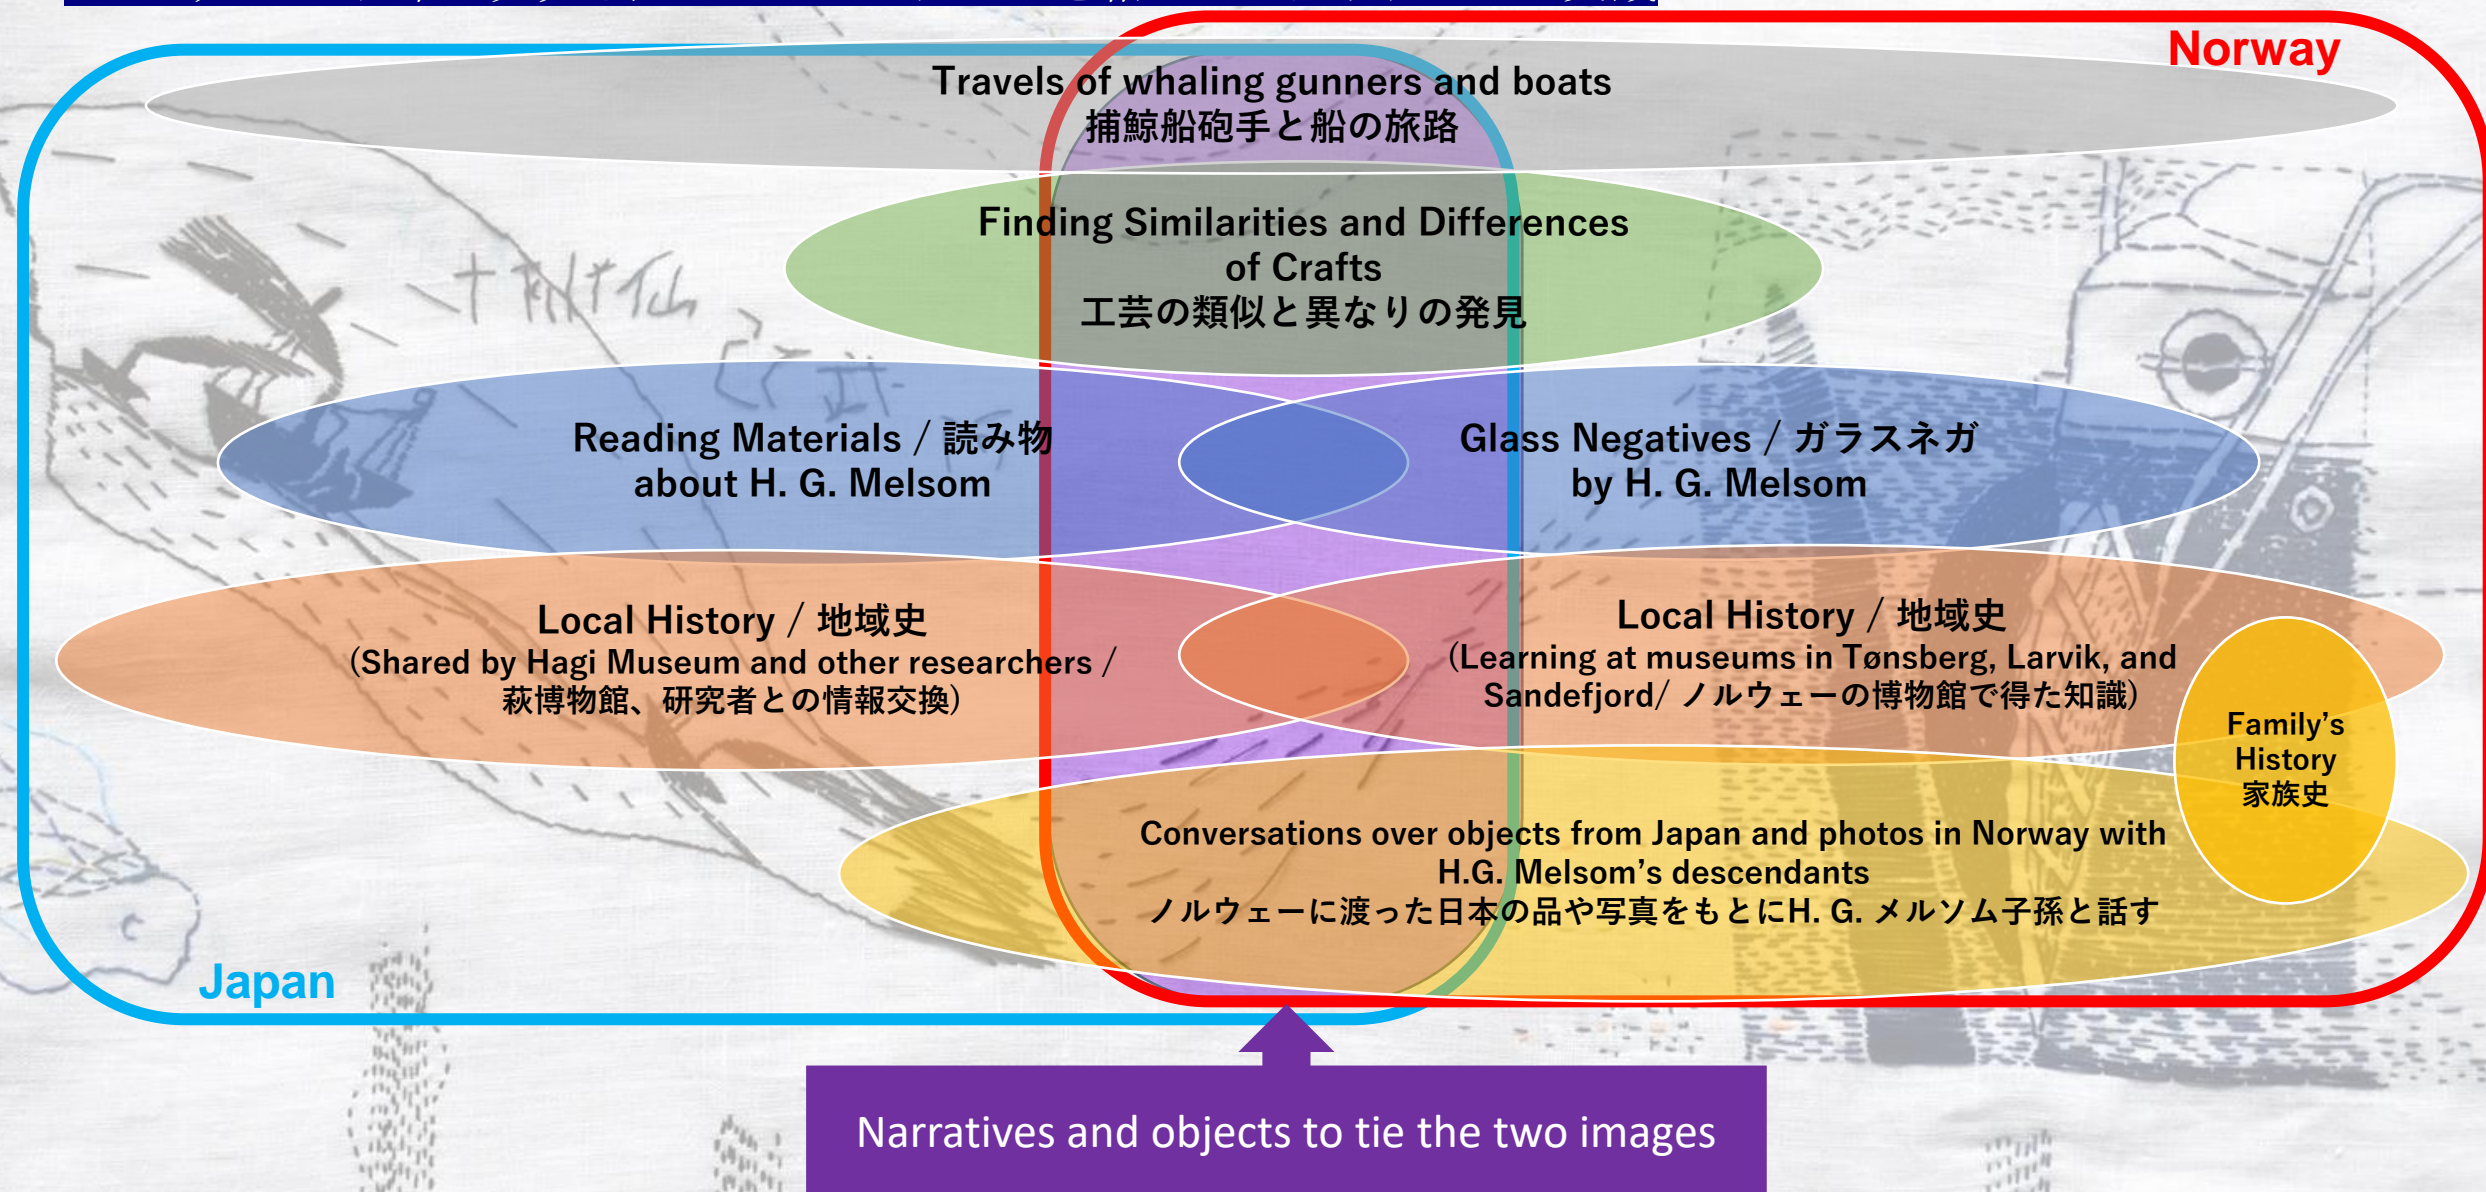 Norway
Travels of whaling gunners and boats
捕鯨船砲手と船の旅路
Finding Similarities and Differences
of Crafts
工芸の類似と異なりの発見
Reading Materials / 読み物
about H. G. Melsom
Glass Negatives / ガラスネガ
by H. G. Melsom
Local History / 地域史
(Shared by Hagi Museum and other researchers /
萩博物館、研究者との情報交換)
Local History / 地域史
(Learning at museums in Tønsberg, Larvik, and
Sandefjord/ ノルウェーの博物館で得た知識)
Family’s
History
家族史
Conversations over objects from Japan and photos in Norway with
H.G. Melsom’s descendants
ノルウェーに渡った日本の品や写真をもとにH. G. メルソム子孫と話す
Japan
Narratives and objects to tie the two images